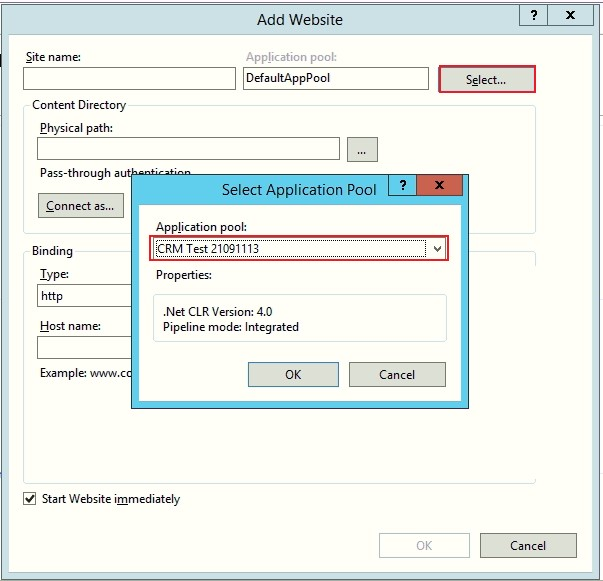 Add Website
? X
Site name:
Application pool:
DefaultAppPool
Select...
Content Directory
Physical path:
...
Pass-through authentication
Connect as...
Select Application Pool
? X
Application pool:
CRM Test 21091113
Properties:
.Net CLR Version: 4.0
Pipeline mode: Integrated
OK
Cancel
Binding
Type:
http
Host name:
Example: www.co
Start Website immediately
OK
Cancel